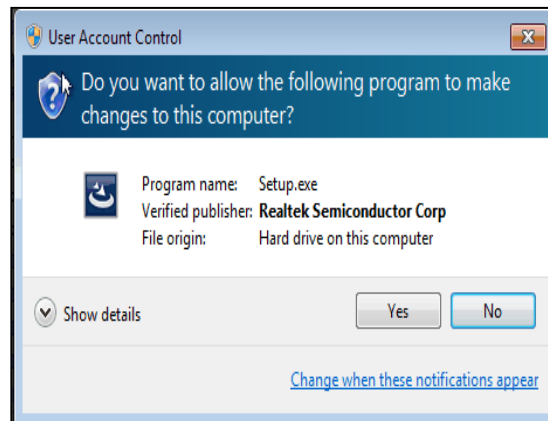 User Account Control
Do you want to allow the following program to make
changes to this computer?
Program name: Setup.exe
Verified publisher: Realtek Semiconductor Corp
File origin: Hard drive on this computer
Show details
Yes No
Change when these notifications appear